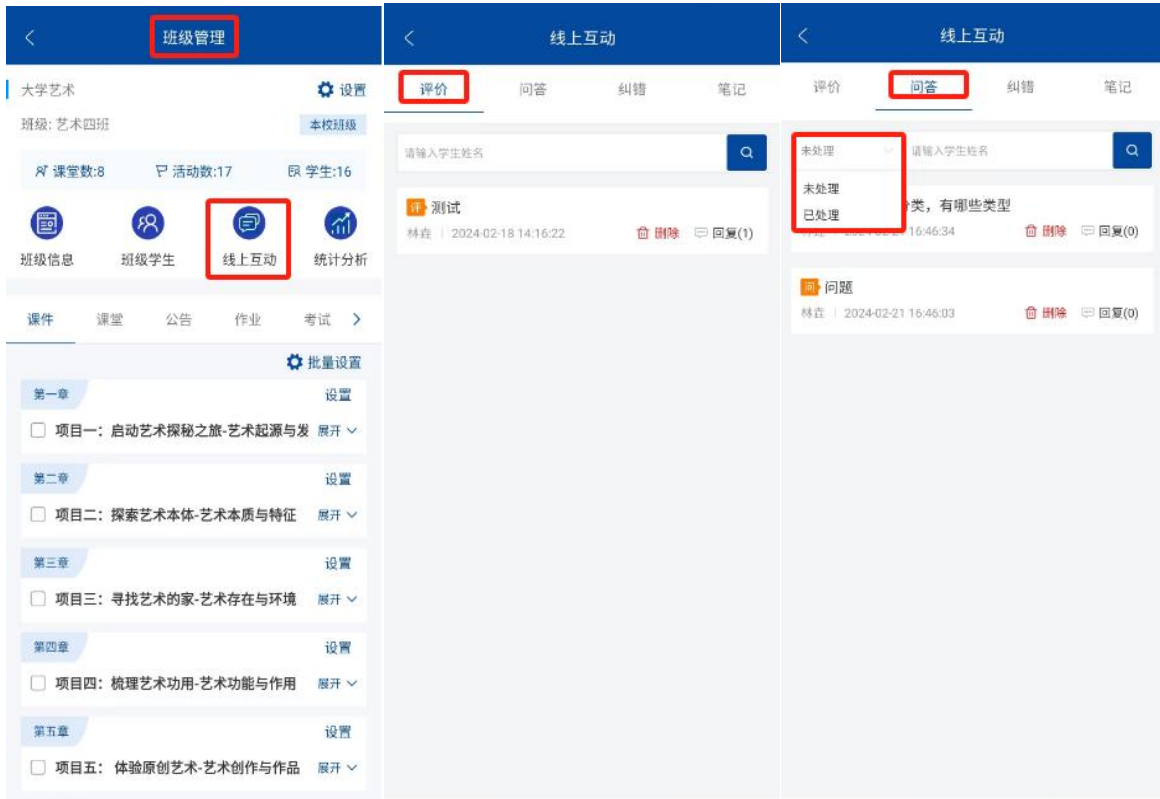 班级管理
大学艺术
设置
班级: 艺术四班
本校班级
课堂数:8
活动数:17
学生:16
班级信息
班级学生
线上互动
统计分析
课件
课堂
公告
作业
考试
批量设置
第一章
设置
项目一：启动艺术探秘之旅-艺术起源与发
展开
第二章
设置
项目二：探索艺术本体-艺术本质与特征
展开
第三章
设置
项目三：寻找艺术的家-艺术存在与环境
展开
第四章
设置
项目四：梳理艺术功用-艺术功能与作用
展开
第五章
设置
项目五： 体验原创艺术-艺术创作与作品
展开
线上互动
评价
问答
纠错
笔记
请输入学生姓名
评 测试
林垚
2024-02-18 14:16:22
删除
回复(1)
线上互动
评价
问答
纠错
笔记
未处理
请输入学生姓名
未处理
已处理
类，有哪些类型
16:46:34
删除
回复(0)
问 问题
林垚
2024-02-21 16:46:03
删除
回复(0)